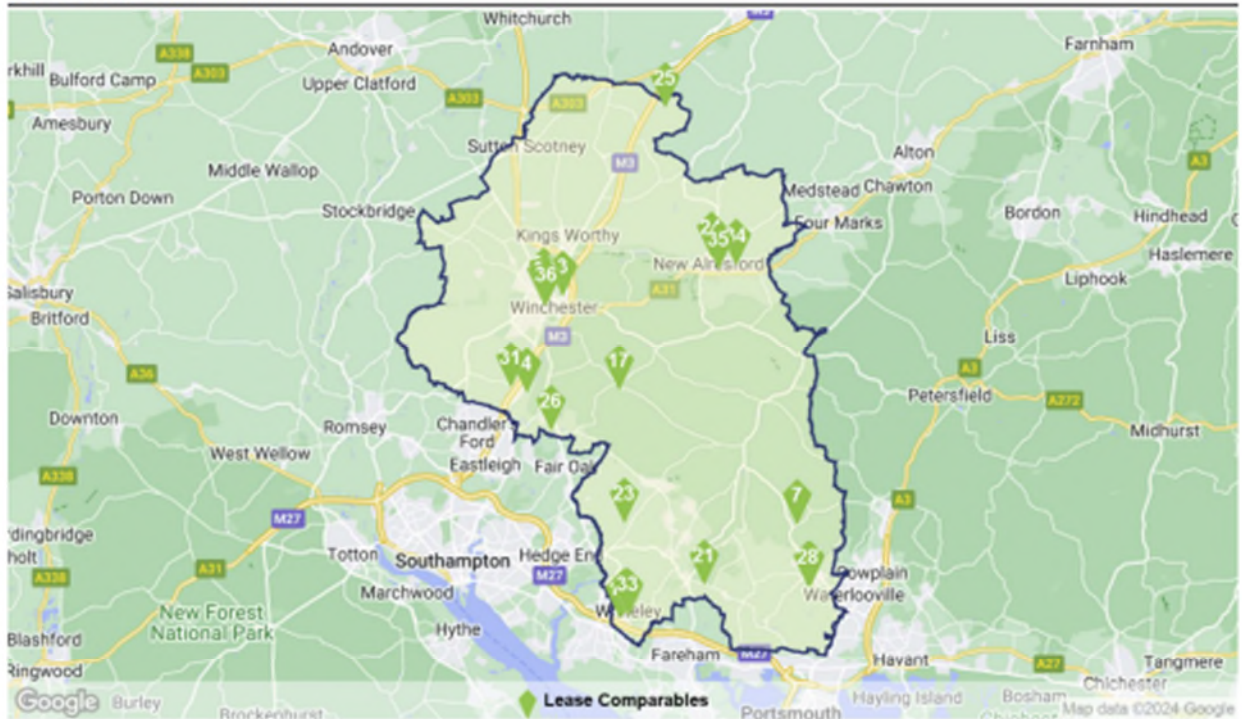 Whitchurch
Andover
Farnham
A338
A303
Bulford Camp
Upper Clatford
A303
A303
25
Amesbury
Sutton Scotney
M3
Alton
A3
Middle Wallop
Porton Down
Stockbridge
Medstead
Chawton
Four Marks
Bordon
Hindhead
Haslemere
Kings Worthy
35
36
3
New Alresford
A31
Liphook
Salisbury
Britford
Winchester
M3
Liss
31
4
17
A36
A3
Petersfield
A272
26
Downton
Romsey
Chandler
Ford
Midhurst
West Wellow
Eastleigh
Fair Oak
A338
23
7
A3
M27
Totton
Southampton
Hedge En
M27
21
28
A31
A338
Marchwood
33
Waterlooville
New Forest
National Park
Whiteley
Hythe
Blashford
Ringwood
Fareham
M27
Havant
A27
Tangmere
Chichester
Google
Burley
Lease Comparables
Hayling Island
Bosham
Brockenhurst
Portsmouth
Map data ©2024 Google